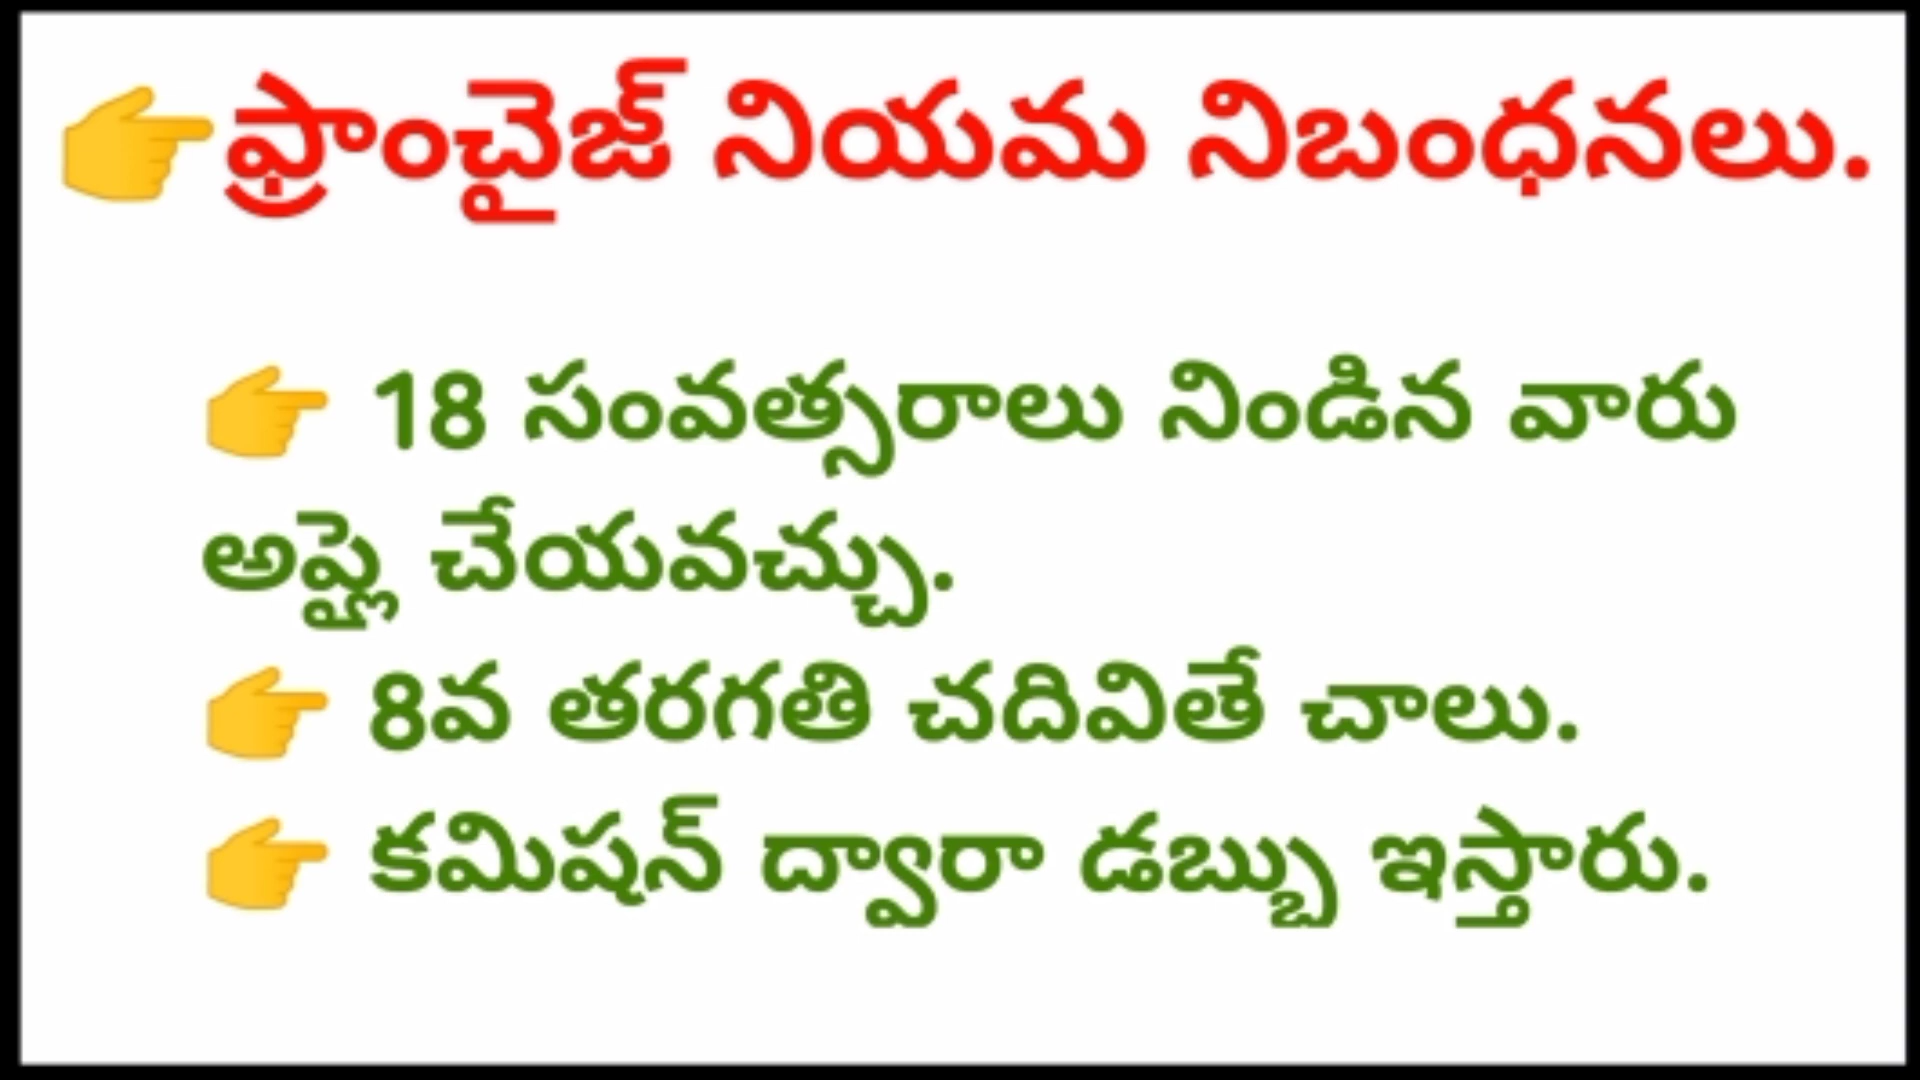 👉ఫ్రాంచైజ్ నియమ నిబంధనలు.
👉 18 సంవత్సరాలు నిండిన వారు
అప్లై చేయవచ్చు.
👉 8వ తరగతి చదివితే చాలు.
👉 కమిషన్ ద్వారా డబ్బు ఇస్తారు.